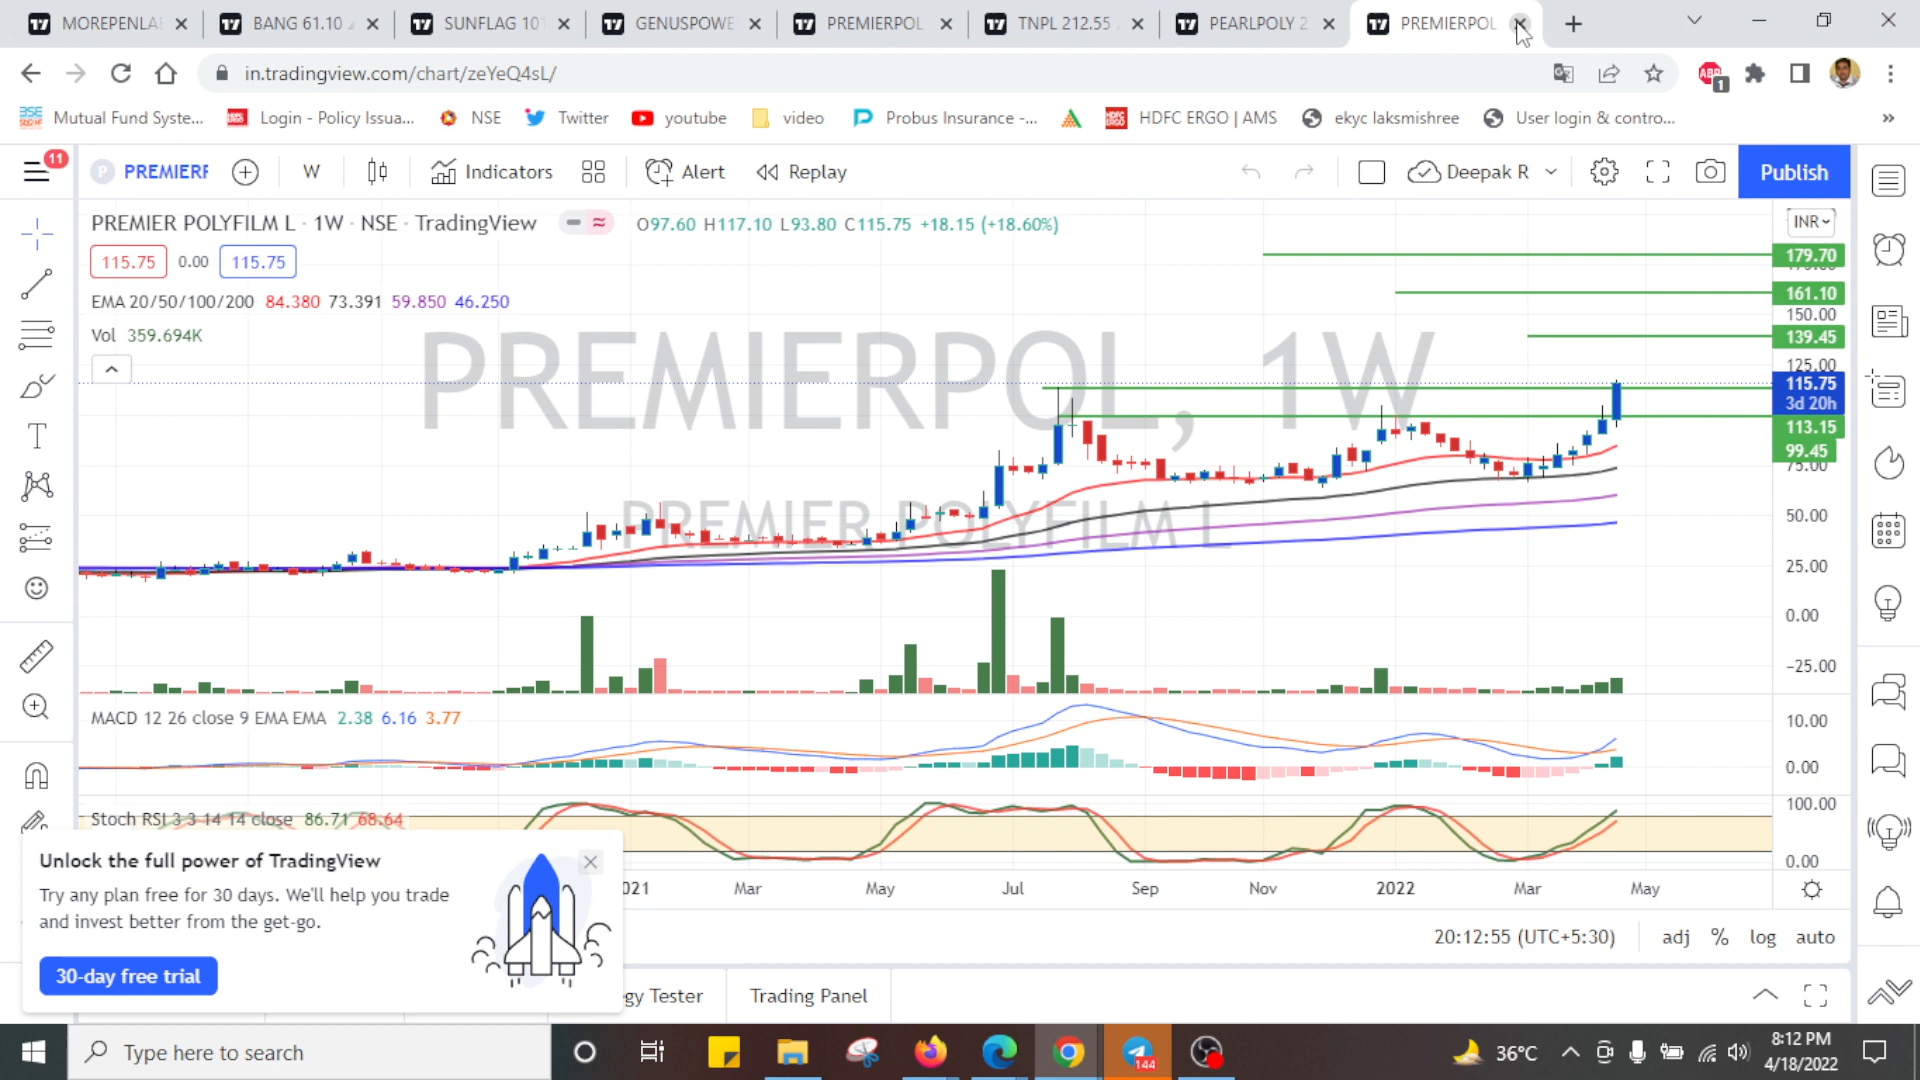 MOREPENLA
BANG 61.10
SUNFLAG 10
GENUSPOWE
PREMIERPOL
TNPL 212.55
PEARLPOLY 2
PREMIERPOL
in.tradingview.com/chart/zeYeQ4sL/
ABP 1
Mutual Fund Syste...
Login - Policy Issua...
NSE
Twitter
youtube
video
Probus Insurance -...
HDFC ERGO | AMS
ekyc laksmishree
User login & contro...
11
P PREMIERF
W
Indicators
Alert
Replay
Deepak R
Publish
PREMIER POLYFILM L · 1W · NSE · TradingView
O97.60 H117.10 L93.80 C115.75 +18.15 (+18.60%)
INR
115.75 0.00 115.75
EMA 20/50/100/200 84.380 73.391 59.850 46.250
Vol 359.694K
PREMIERPOL, 1W
PREMIER POLYFILM L
179.70
161.10
150.00
139.45
125.00
115.75
3d 20h
113.15
99.45
75.00
50.00
25.00
0.00
−25.00
MACD 12 26 close 9 EMA EMA 2.38 6.16 3.77
10.00
0.00
Stoch RSI 3 3 14 14 close 86.71 68.64
100.00
0.00
Mar May Jul Sep Nov 2022 Mar May
Unlock the full power of TradingView
Try any plan free for 30 days. We'll help you trade
and invest better from the get-go.
30-day free trial
20:12:55 (UTC+5:30)
adj % log auto
gy Tester
Trading Panel
Type here to search
144
36°C
8:12 PM
4/18/2022